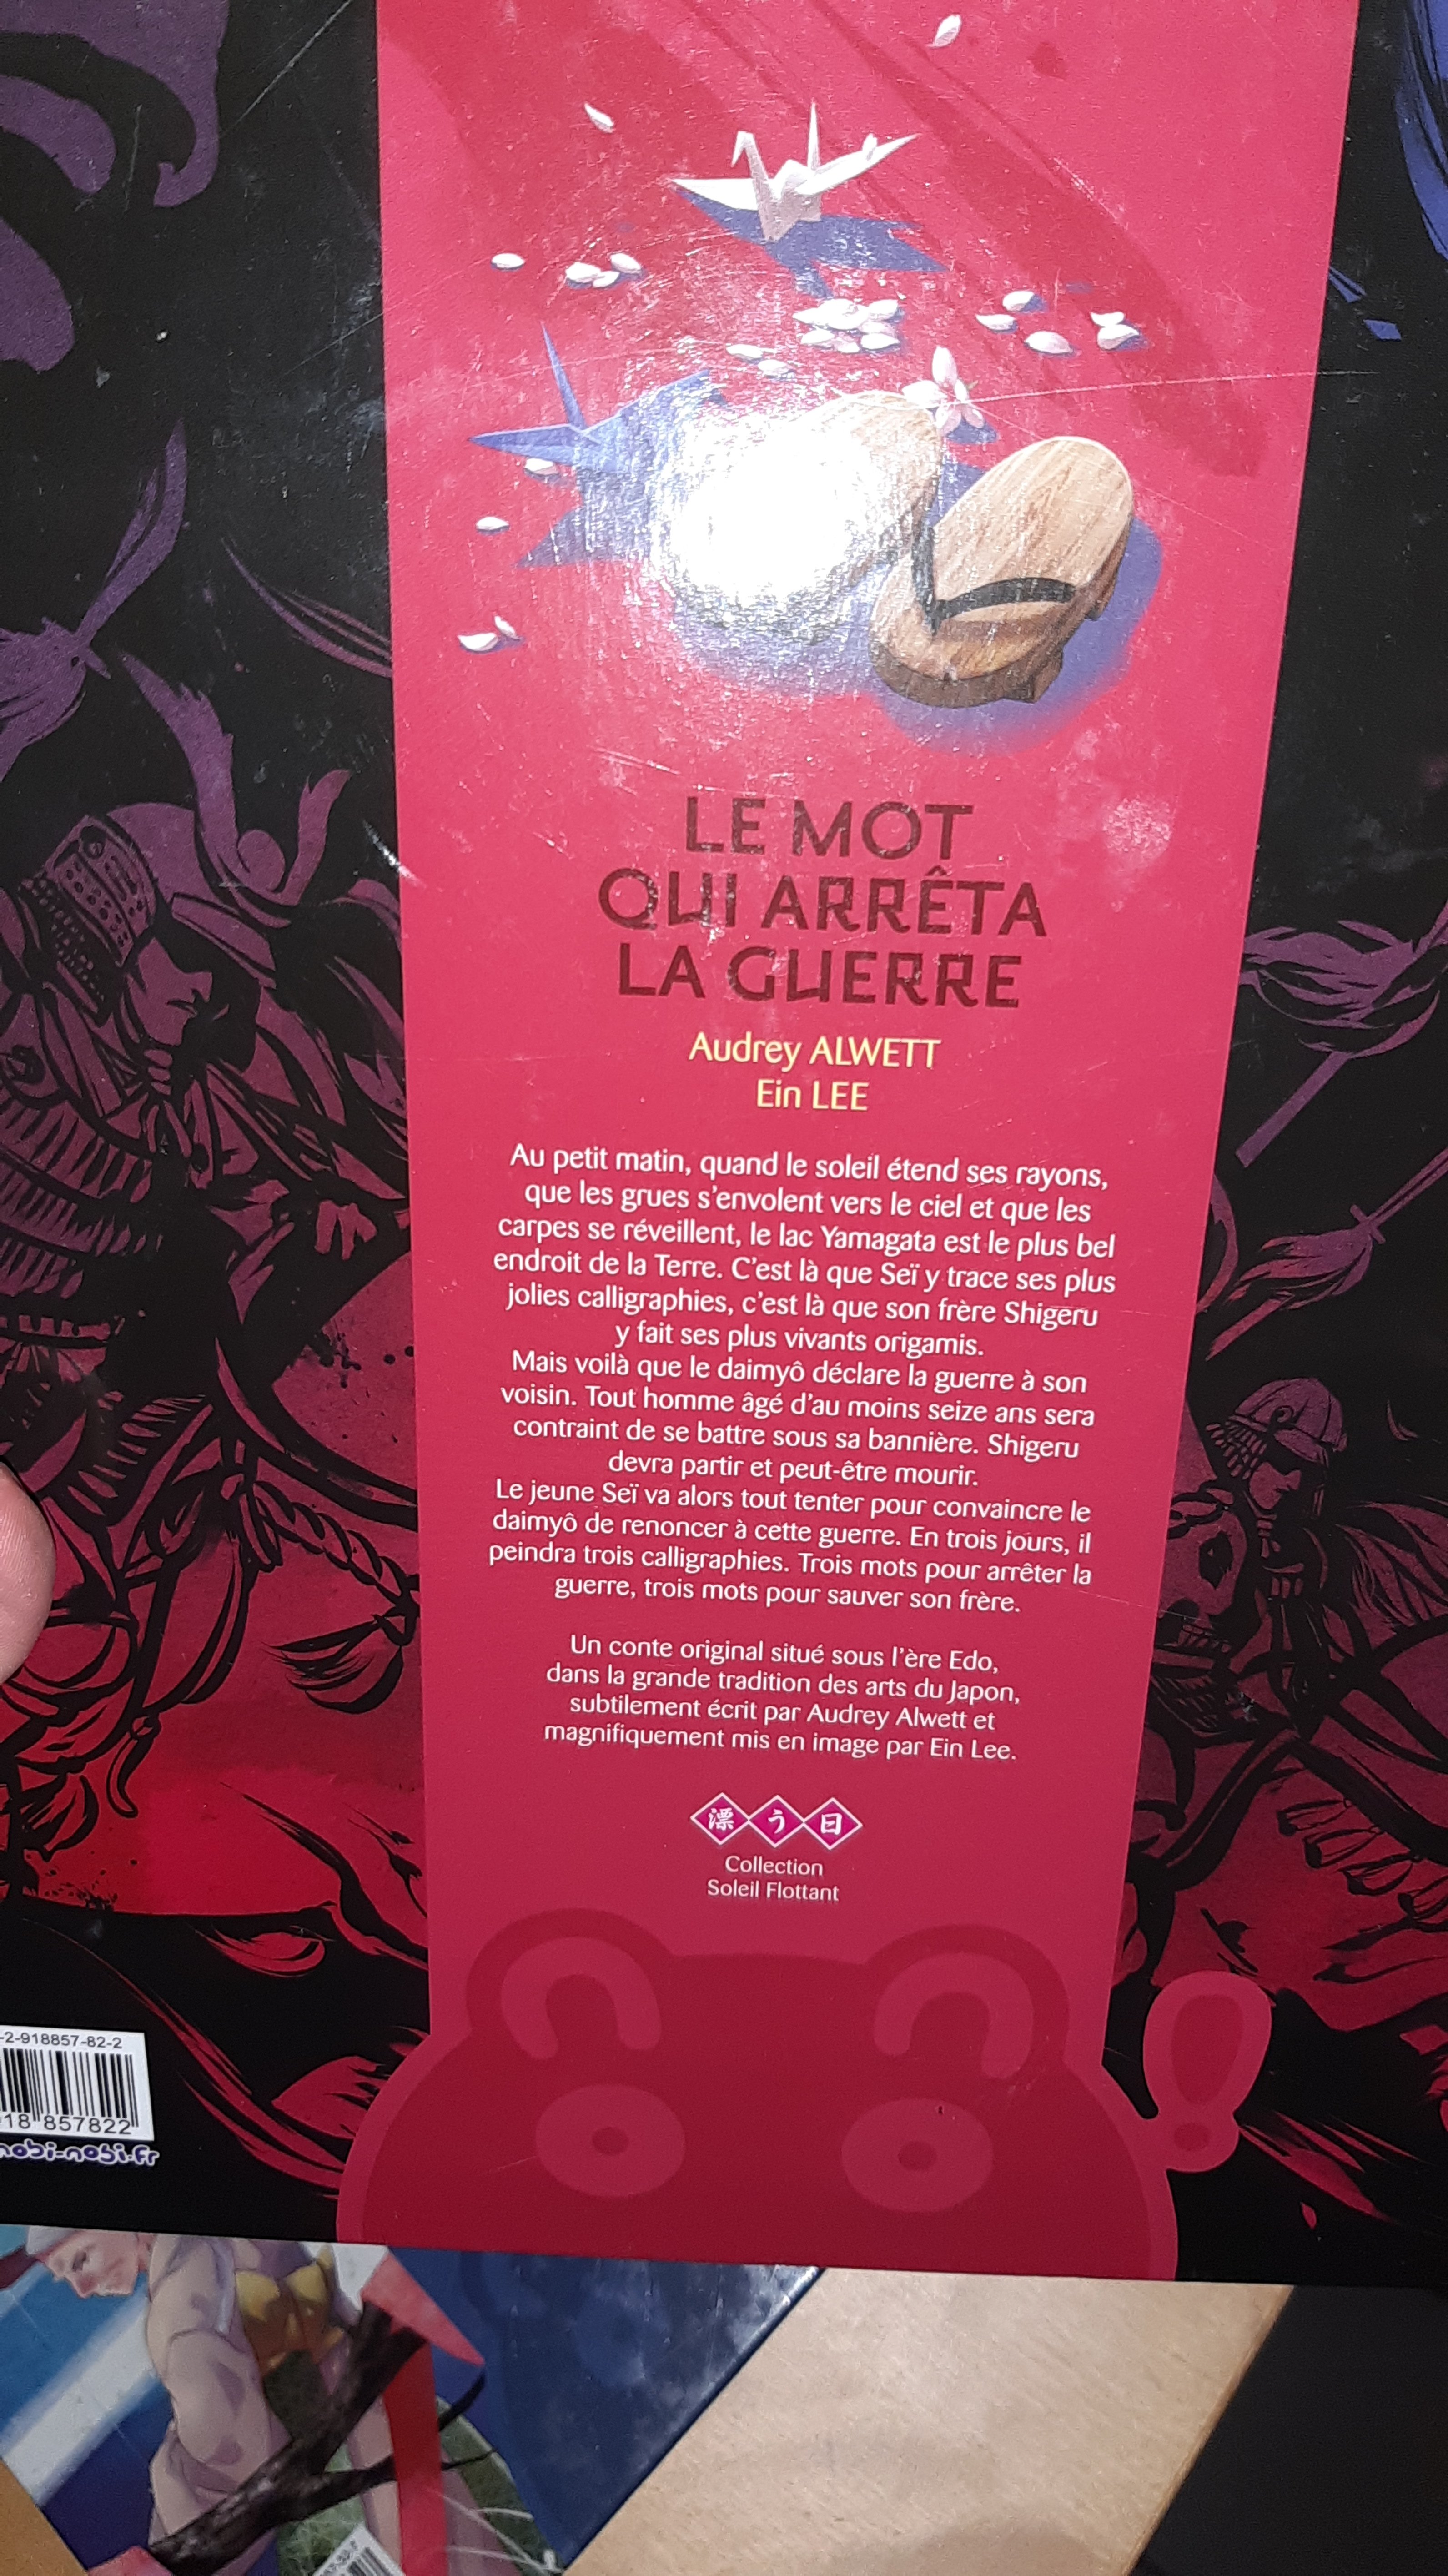 LE MOT
QUI ARRÊTA
LA GUERRE
Audrey ALWETT
Ein LEE
Au petit matin, quand le soleil étend ses rayons,
que les grues s'envolent vers le ciel et que les
carpes se réveillent, le lac Yamagata est le plus bel
endroit de la Terre. C'est là que Seï y trace ses plus
jolies calligraphies, c'est là que son frère Shigeru
y fait ses plus vivants origamis.
Mais voilà que le daimyô déclare la guerre à son
voisin. Tout homme âgé d'au moins seize ans sera
contraint de se battre sous sa bannière. Shigeru
devra partir et peut-être mourir.
Le jeune Seï va alors tout tenter pour convaincre le
daimyô de renoncer à cette guerre. En trois jours, il
peindra trois calligraphies. Trois mots pour arrêter la
guerre, trois mots pour sauver son frère.
Un conte original situé sous l'ère Edo,
dans la grande tradition des arts du Japon,
subtilement écrit par Audrey Alwett et
magnifiquement mis en image par Ein Lee.
漂う日
Collection
Soleil Flottant
-2-918857-82-2
18 857822
nobi-nobi.fr